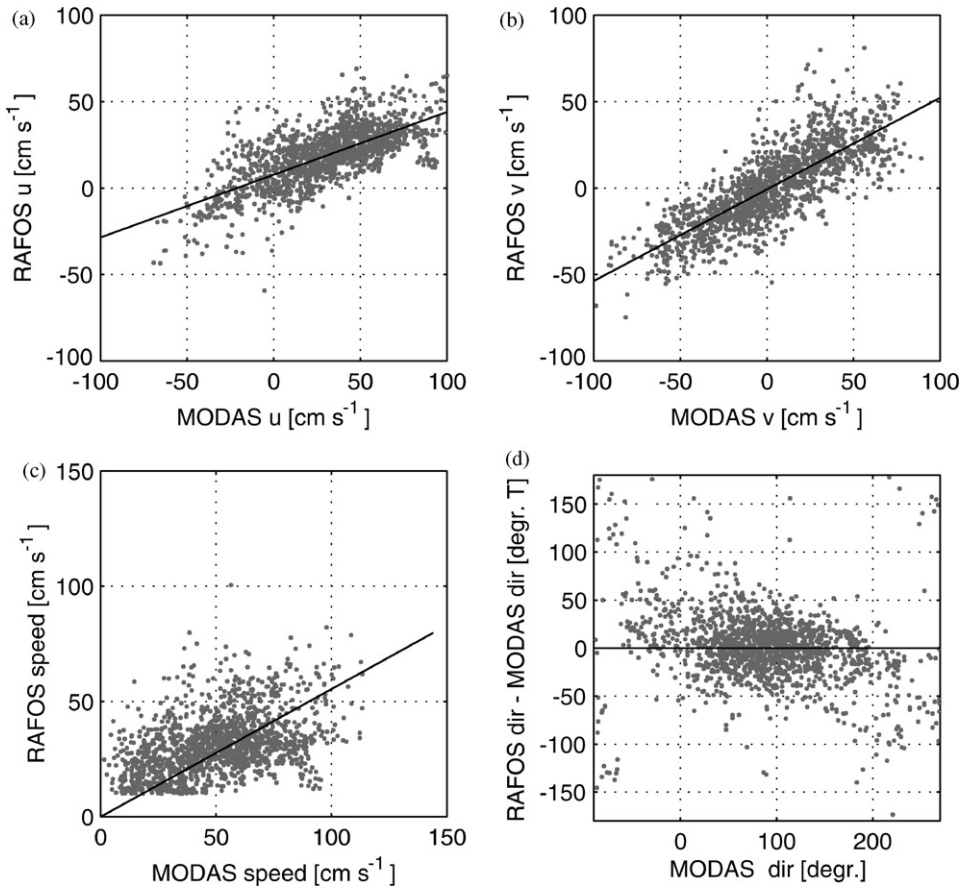 (a)
100
50
0
-50
-100
RAFOS u [cm s⁻¹ ]
-100 -50 0 50 100
MODAS u [cm s⁻¹ ]
(b)
100
50
0
-50
-100
RAFOS v [cm s⁻¹ ]
-100 -50 0 50 100
MODAS v [cm s⁻¹ ]
(c)
150
100
50
0
RAFOS speed [cm s⁻¹ ]
0 50 100 150
MODAS speed [cm s⁻¹ ]
(d)
150
100
50
0
-50
-100
-150
RAFOS dir - MODAS dir [degr. T]
0 100 200
MODAS dir [degr.]